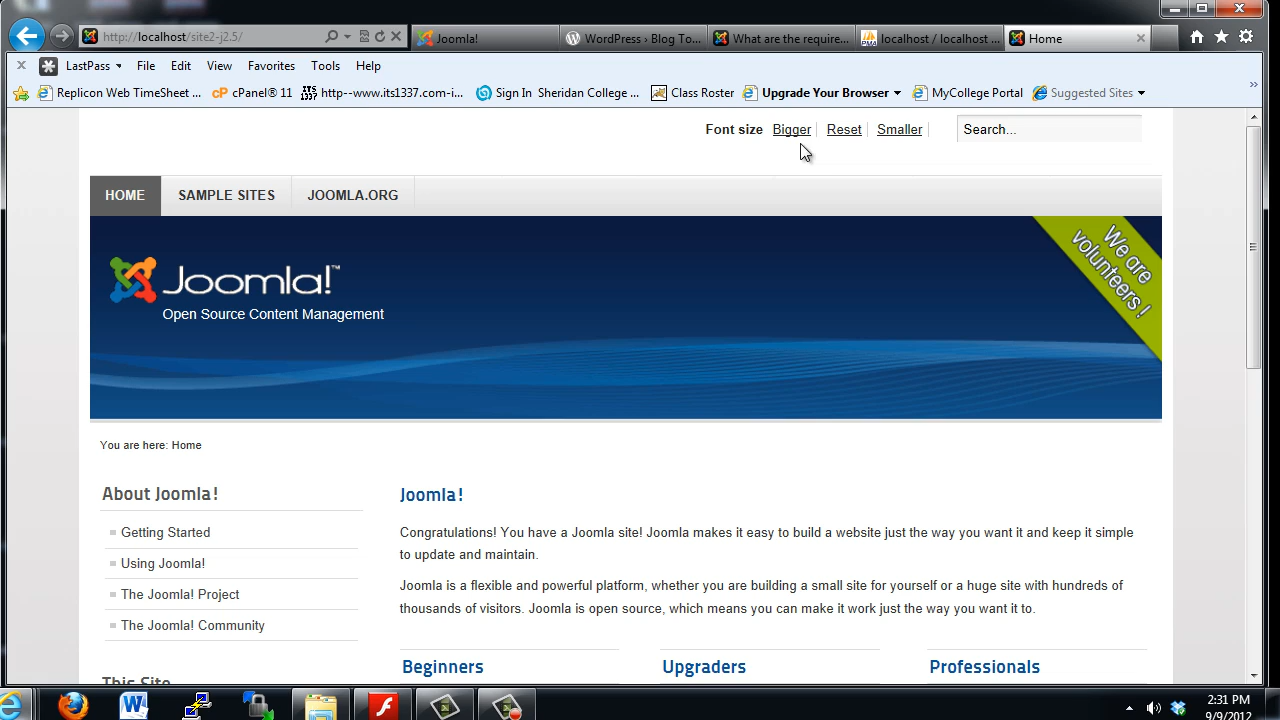 http://localhost/site2-j2.5/
Joomla!
WordPress › Blog To...
What are the require...
localhost / localhost ...
Home
LastPass
File
Edit
View
Favorites
Tools
Help
Replicon Web TimeSheet ...
cPanel® 11
http--www.its1337.com-i...
Sign In Sheridan College ...
Class Roster
Upgrade Your Browser
MyCollege Portal
Suggested Sites
Font size Bigger Reset Smaller
Search...
HOME SAMPLE SITES JOOMLA.ORG
Joomla!™
Open Source Content Management
We are
volunteers!
You are here: Home
About Joomla!
Getting Started
Using Joomla!
The Joomla! Project
The Joomla! Community
This Site
Joomla!
Congratulations! You have a Joomla site! Joomla makes it easy to build a website just the way you want it and keep it simple
to update and maintain.
Joomla is a flexible and powerful platform, whether you are building a small site for yourself or a huge site with hundreds of
thousands of visitors. Joomla is open source, which means you can make it work just the way you want it to.
Beginners
Upgraders
Professionals
2:31 PM
9/9/2012